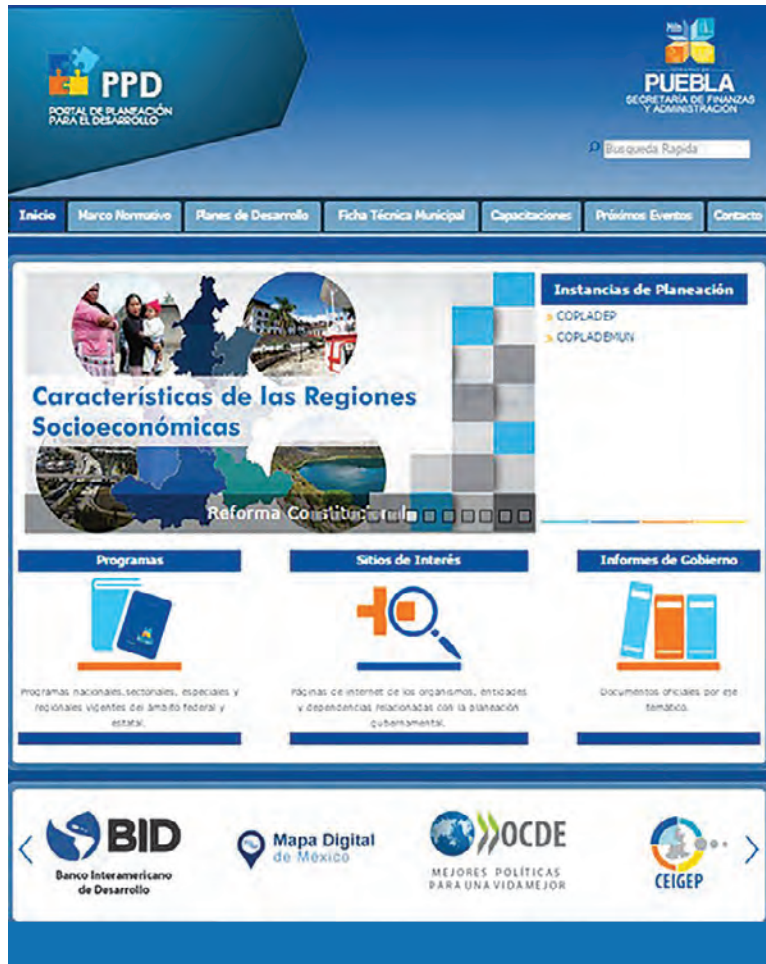 PPD
PORTAL DE PLANEACIÓN
PARA EL DESARROLLO
PUEBLA
SECRETARÍA DE FINANZAS
Y ADMINISTRACIÓN
Busqueda Rapida
Inicio
Marco Normativo
Planes de Desarrollo
Ficha Técnica Municipal
Capacitaciones
Próximos Eventos
Contacto
Características de las Regiones
Socioeconómicas
Reforma Constitucional
Instancias de Planeación
COPLADEP
COPLADEMUN
Programas
Programas nacionales, sectoriales, especiales y
regionales vigentes del ámbito federal y
estatal.
Sitios de Interés
Páginas de internet de los organismos, entidades
y dependencias relacionadas con la planeación
gubernamental.
Informes de Gobierno
Documentos oficiales por eje
temático.
BID
Banco Interamericano
de Desarrollo
Mapa Digital
de México
OCDE
MEJORES POLÍTICAS
PARA UNA VIDA MEJOR
CEIGEP